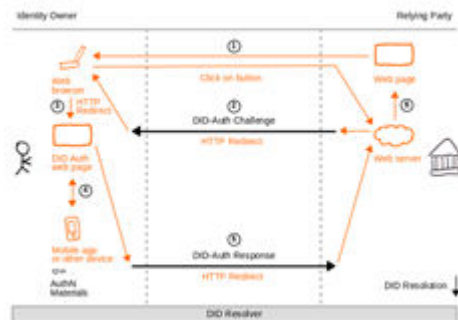 Identity Owner
Relying Party
①
Web page
Click on button
Web
browser
③
HTTP
Redirect
②
DID-Auth Challenge
HTTP Redirect
Web server
DID Auth
web page
④
Mobile app
or other device
⑤
DID-Auth Response
HTTP Redirect
AuthN
Materials
DID Resolution
DID Resolver